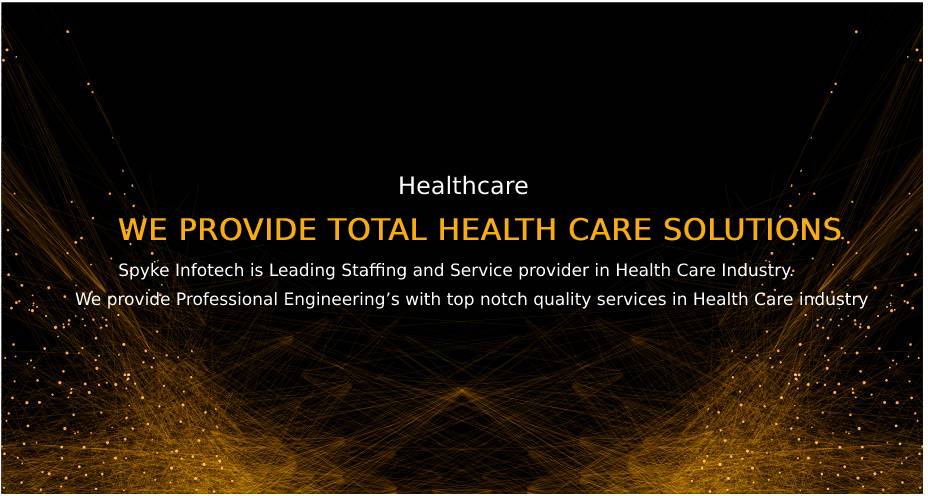 Healthcare
WE PROVIDE TOTAL HEALTH CARE SOLUTIONS
Spyke Infotech is Leading Staffing and Service provider in Health Care Industry.
We provide Professional Engineering’s with top notch quality services in Health Care industry